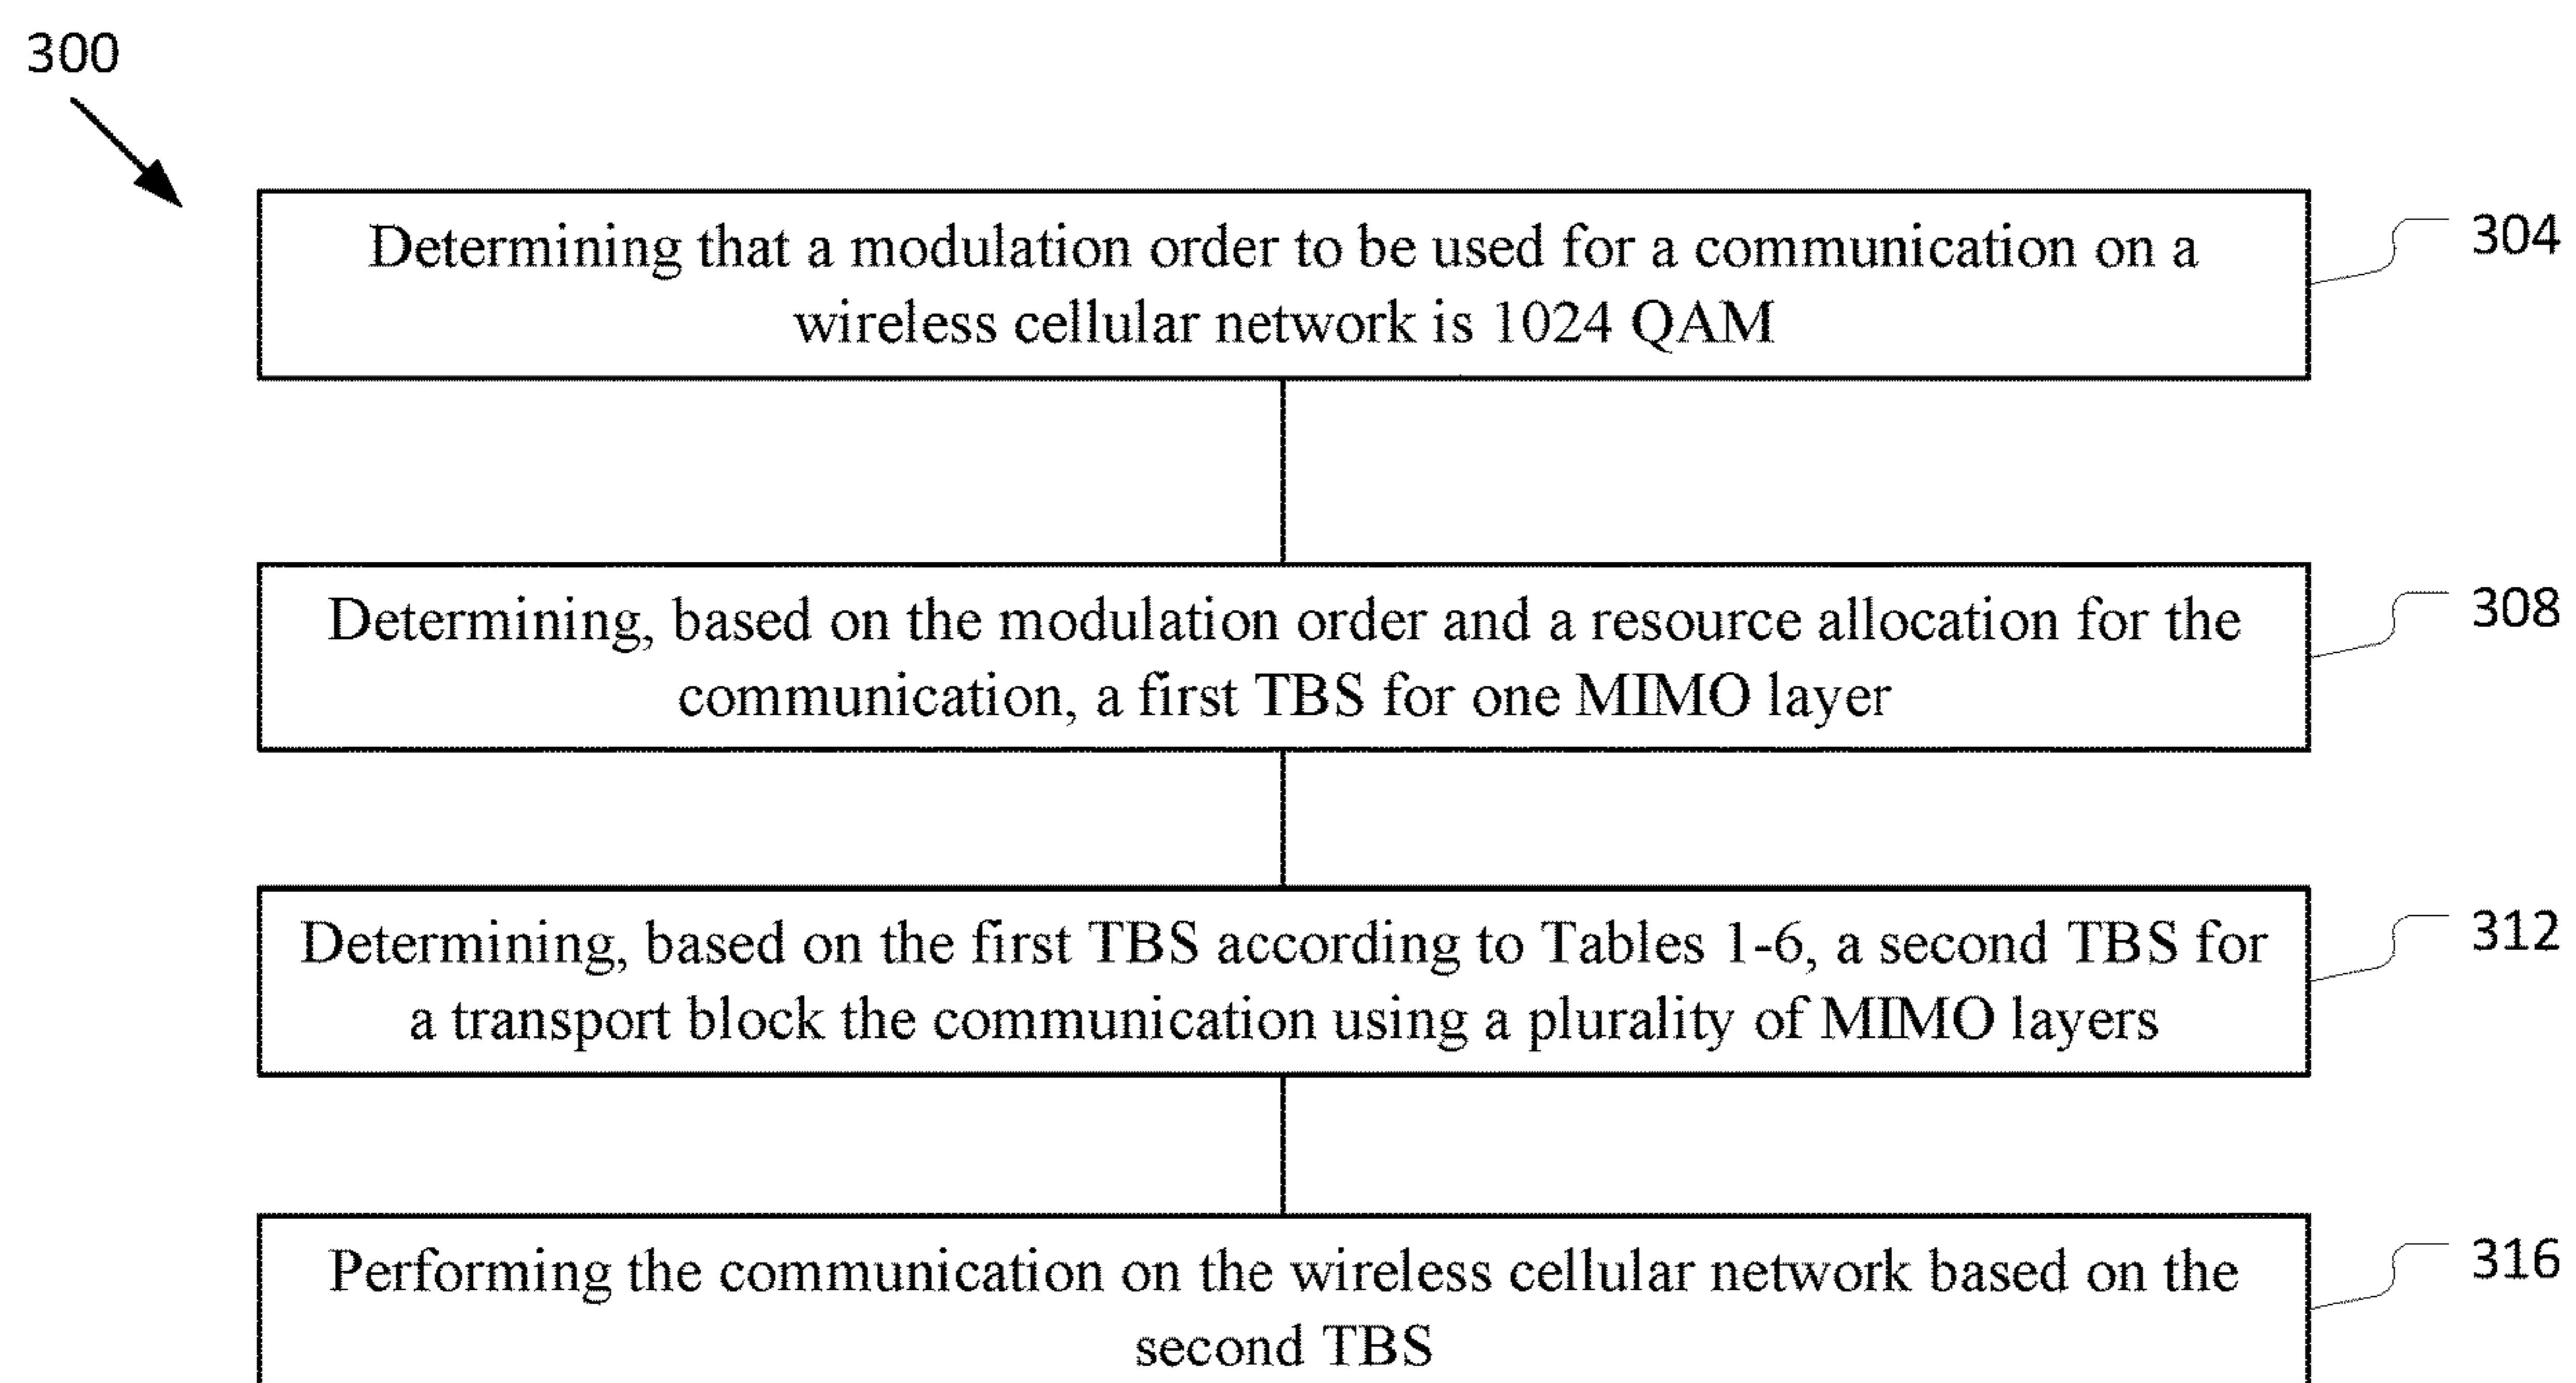 300
Determining that a modulation order to be used for a communication on a
wireless cellular network is 1024 QAM
304
Determining, based on the modulation order and a resource allocation for the
communication, a first TBS for one MIMO layer
308
Determining, based on the first TBS according to Tables 1-6, a second TBS for
a transport block the communication using a plurality of MIMO layers
312
Performing the communication on the wireless cellular network based on the
second TBS
316